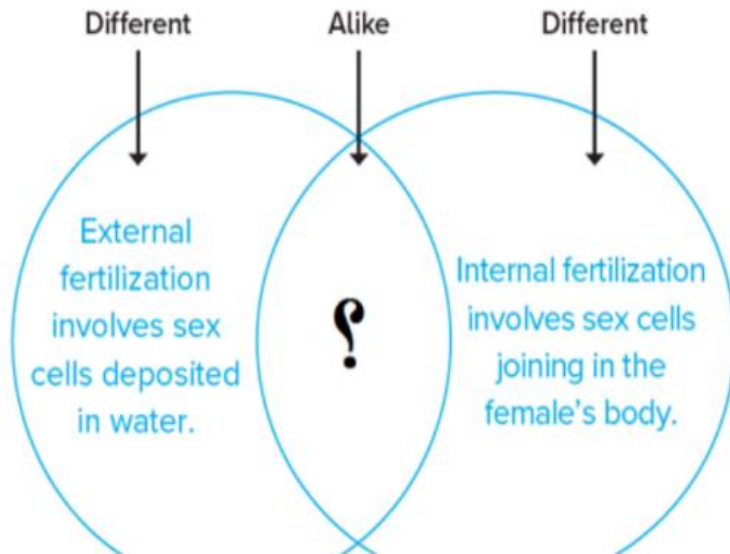 Different
Alike
Different
External
fertilization
involves sex
cells deposited
in water.
؟
Internal fertilization
involves sex cells
joining in the
female’s body.